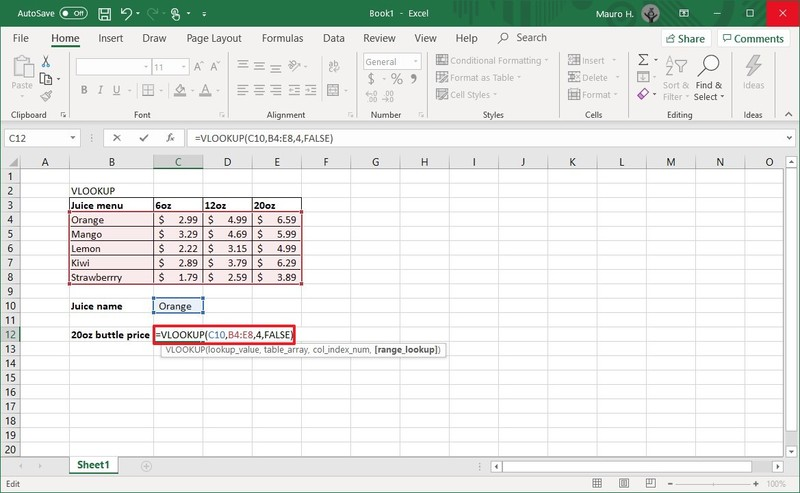 AutoSave Off Book1 - Excel Mauro H.
File Home Insert Draw Page Layout Formulas Data Review View Help Search Share Comments
Paste
Clipboard
11 A A
B I U A
Font
ab
Alignment
General
$ % ,
Number
Conditional Formatting
Format as Table
Cell Styles
Styles
Insert
Delete
Format
Cells
Sort & Filter
Find & Select
Editing
Ideas
Ideas
C12 fx =VLOOKUP(C10,B4:E8,4,FALSE)
A B C D E F G H I J K L M N O
1
2 VLOOKUP
3 Juice menu 6oz 12oz 20oz
4 Orange $ 2.99 $ 4.99 $ 6.59
5 Mango $ 3.29 $ 4.69 $ 5.99
6 Lemon $ 2.22 $ 3.15 $ 4.99
7 Kiwi $ 2.89 $ 3.79 $ 6.29
8 Strawberrry $ 1.79 $ 2.59 $ 3.89
9
10 Juice name Orange
11
12 20oz buttle price =VLOOKUP(C10,B4:E8,4,FALSE)
13 VLOOKUP(lookup_value, table_array, col_index_num, [range_lookup])
14
15
16
17
18
19
20
Sheet1
Edit 100%